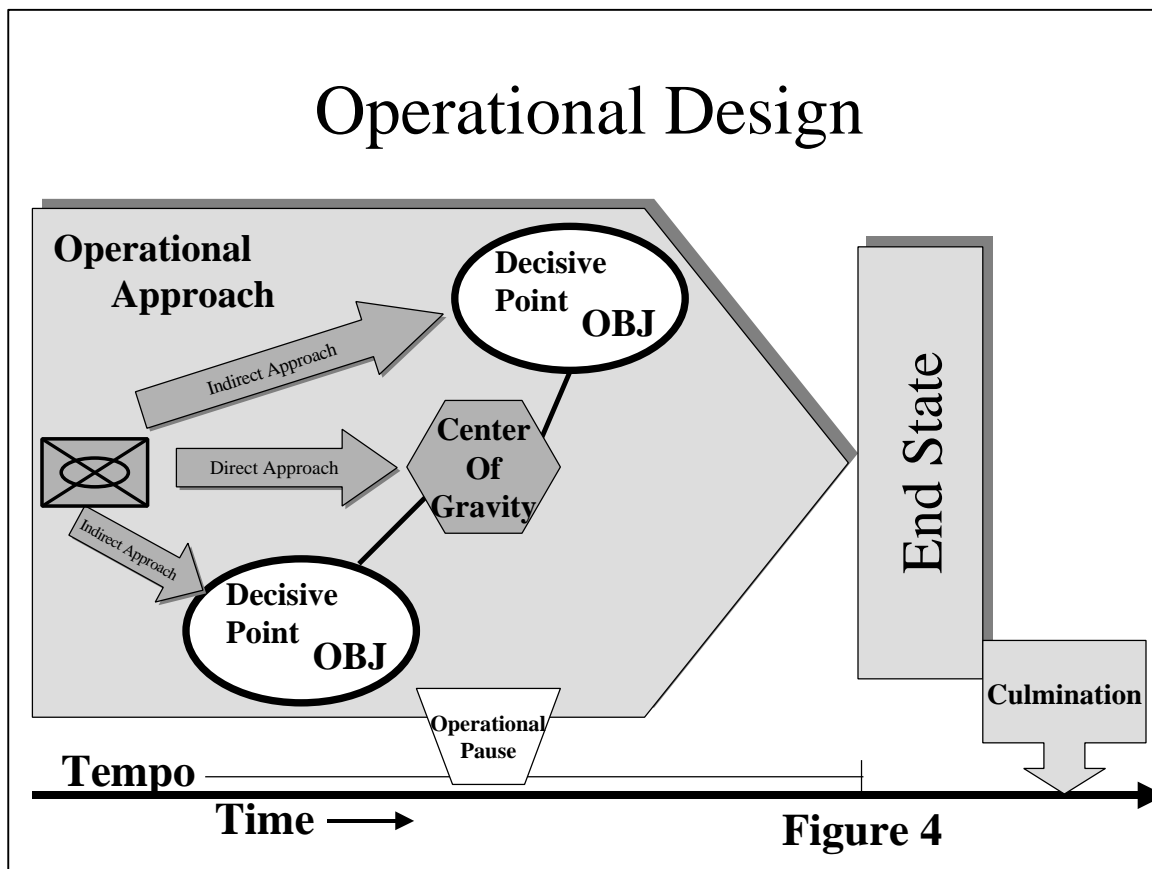 Operational Design
Operational
Approach
Decisive
Point
OBJ
Indirect Approach
Center
Of
Gravity
Direct Approach
Indirect Approach
Decisive
Point
OBJ
End State
Culmination
Operational
Pause
Tempo
Time
Figure 4